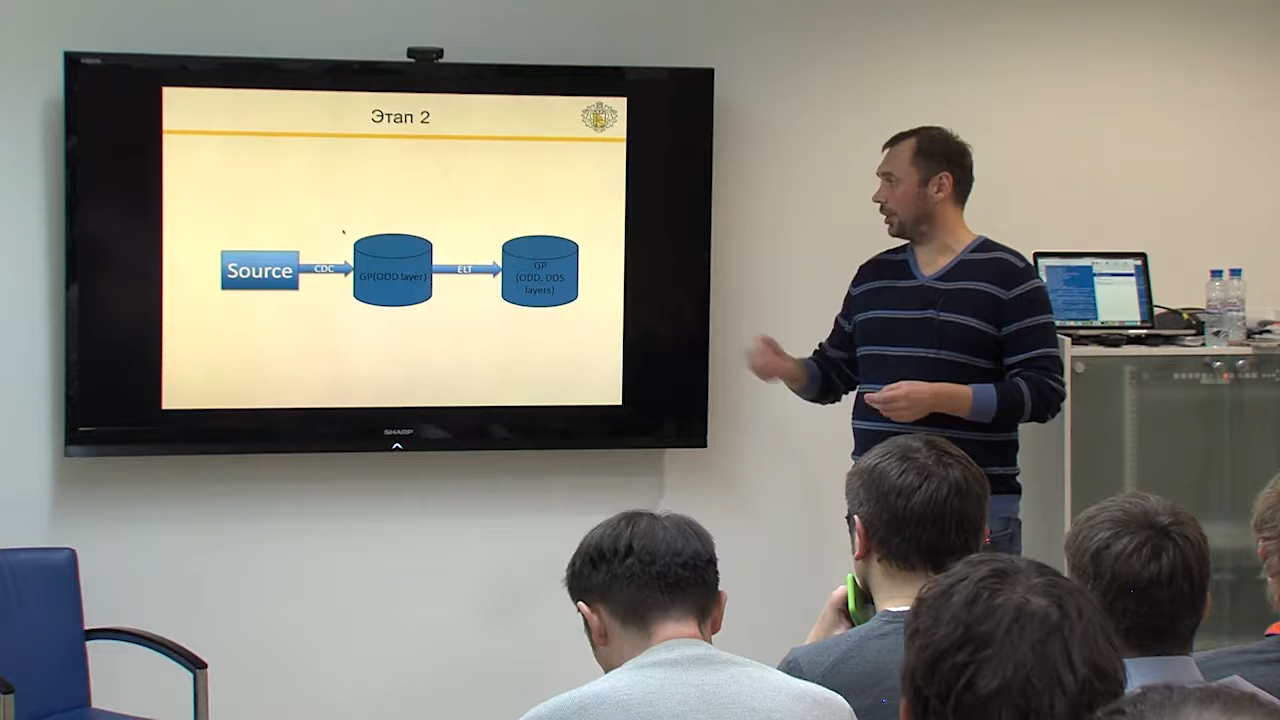 Этап 2
Source
CDC
GP(ODD layer)
ELT
GP
(ODD, DDS
layers)
SHARP